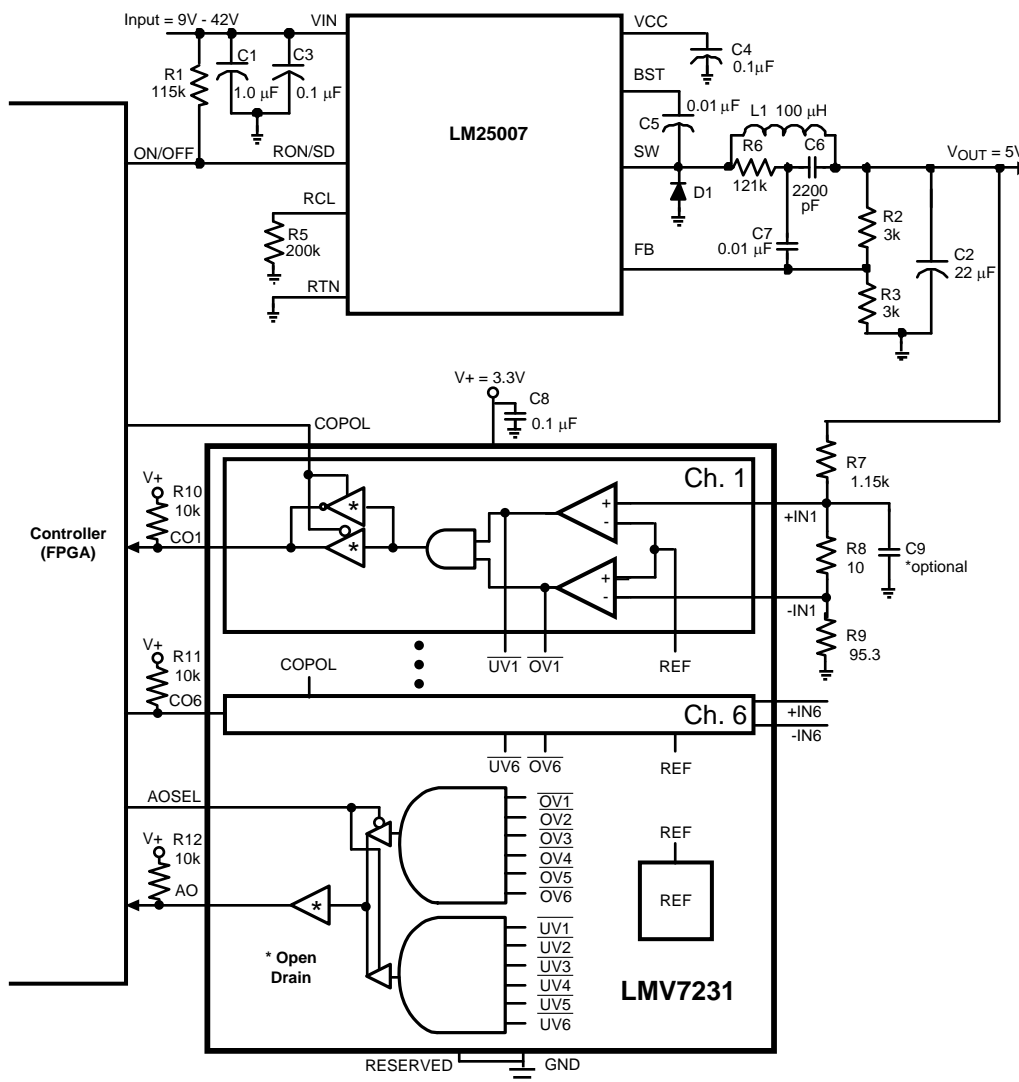 Input = 9V - 42V
VIN
C1
1.0 μF
C3
0.1 μF
R1
115k
ON/OFF
RON/SD
RCL
R5
200k
RTN
LM25007
VCC
C4
0.1μF
BST
0.01 μF
C5
SW
D1
L1 100 μH
R6
121k
C6
2200
pF
C7
0.01 μF
FB
VOUT = 5V
R2
3k
R3
3k
C2
22 μF
V+ = 3.3V
C8
0.1 μF
COPOL
Ch. 1
V+
R10
10k
CO1
Controller
(FPGA)
*
*
+
-
+
-
R7
1.15k
+IN1
R8
10
C9
*optional
-IN1
R9
95.3
UV1
OV1
REF
V+
R11
10k
CO6
COPOL
Ch. 6
+IN6
-IN6
UV6
OV6
REF
AOSEL
V+
R12
10k
AO
*
* Open
Drain
OV1
OV2
OV3
OV4
OV5
OV6
UV1
UV2
UV3
UV4
UV5
UV6
REF
REF
LMV7231
RESERVED
GND